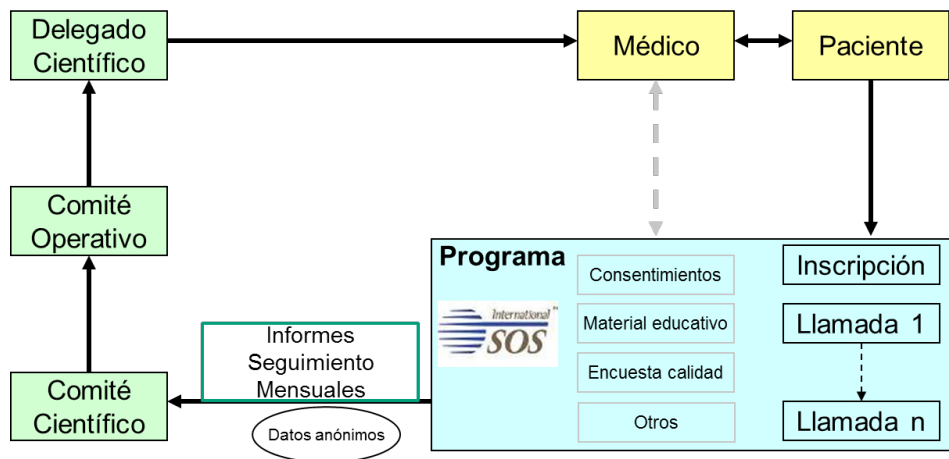 Delegado
Científico
Médico
Paciente
Comité
Operativo
Programa
International
SOS
Consentimientos
Material educativo
Encuesta calidad
Otros
Inscripción
Llamada 1
Llamada n
Informes
Seguimiento
Mensuales
Datos anónimos
Comité
Científico